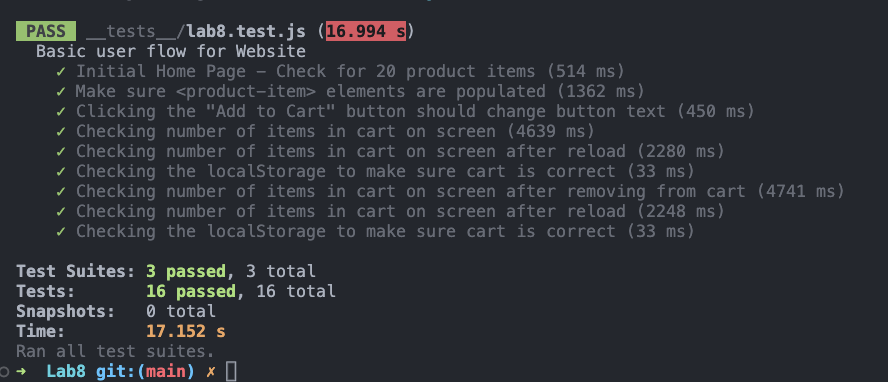 PASS __tests__/lab8.test.js (16.994 s)
Basic user flow for Website
✓ Initial Home Page – Check for 20 product items (514 ms)
✓ Make sure <product-item> elements are populated (1362 ms)
✓ Clicking the "Add to Cart" button should change button text (450 ms)
✓ Checking number of items in cart on screen (4639 ms)
✓ Checking number of items in cart on screen after reload (2280 ms)
✓ Checking the localStorage to make sure cart is correct (33 ms)
✓ Checking number of items in cart on screen after removing from cart (4741 ms)
✓ Checking number of items in cart on screen after reload (2248 ms)
✓ Checking the localStorage to make sure cart is correct (33 ms)
Test Suites: 3 passed, 3 total
Tests: 16 passed, 16 total
Snapshots: 0 total
Time: 17.152 s
Ran all test suites.
➜ Lab8 git:(main) ✗